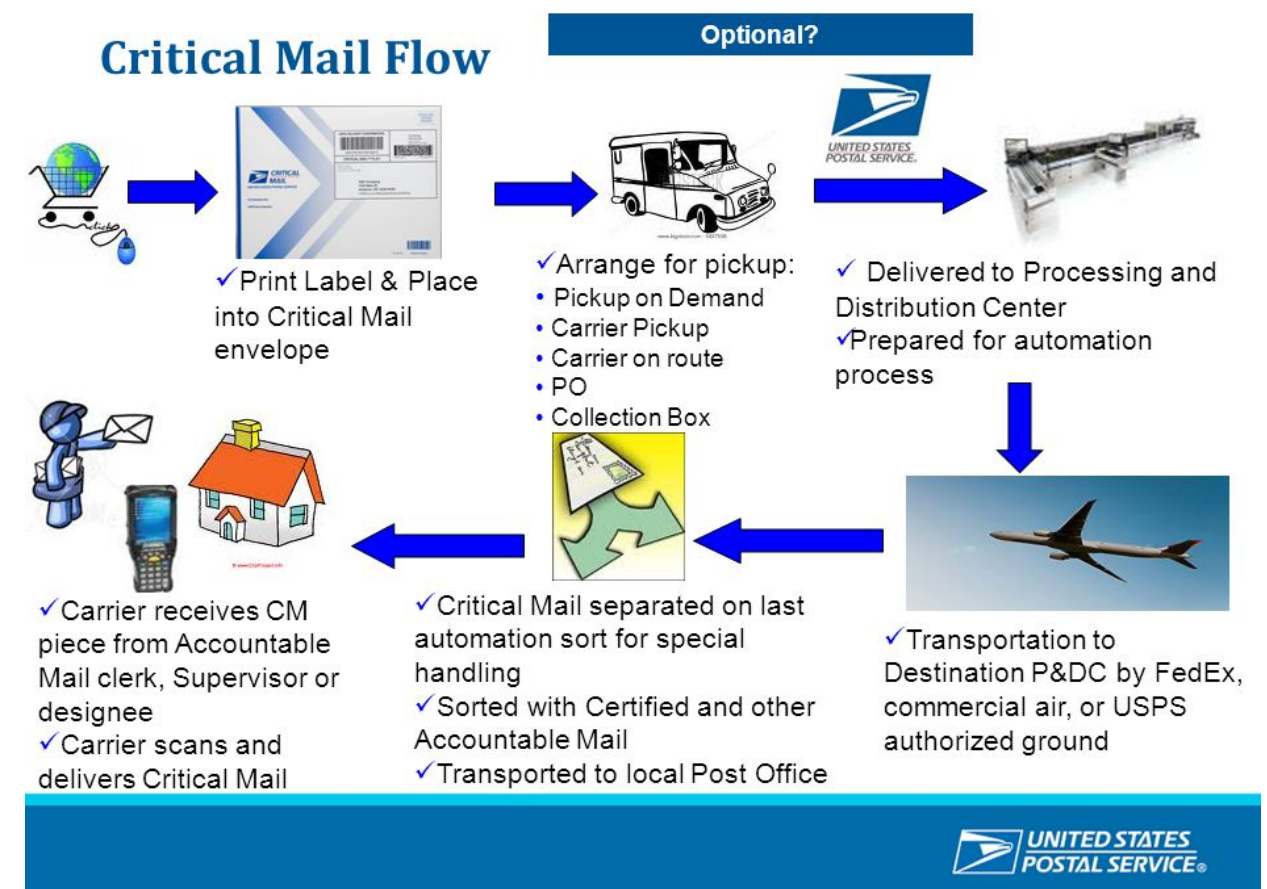 Optional?
Critical Mail Flow
CRITICAL
MAIL
UNITED STATES
POSTAL SERVICE.
click
✓Print Label & Place
into Critical Mail
envelope
✓Arrange for pickup:
• Pickup on Demand
• Carrier Pickup
• Carrier on route
• PO
• Collection Box
✓ Delivered to Processing and
Distribution Center
✓Prepared for automation
process
✓Transportation to
Destination P&DC by FedEx,
commercial air, or USPS
authorized ground
✓Critical Mail separated on last
automation sort for special
handling
✓Sorted with Certified and other
Accountable Mail
✓Transported to local Post Office
✓Carrier receives CM
piece from Accountable
Mail clerk, Supervisor or
designee
✓Carrier scans and
delivers Critical Mail
UNITED STATES
POSTAL SERVICE®